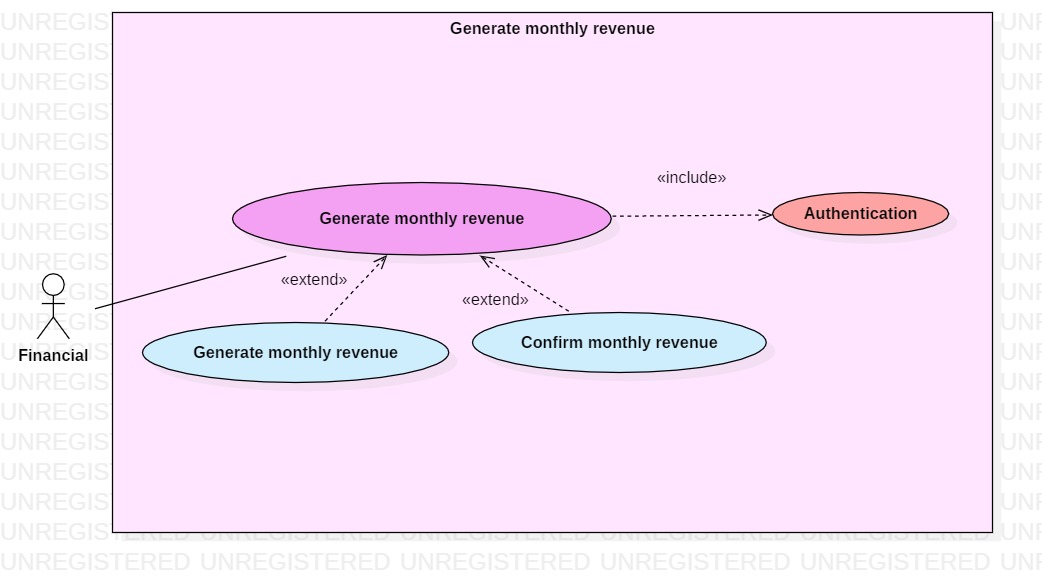 Generate monthly revenue
«include»
Generate monthly revenue
Authentication
«extend»
«extend»
Generate monthly revenue
Confirm monthly revenue
Financial
UNREGISTERED UNREGISTERED UNREGISTERED UNREGISTERED UNREGISTERED